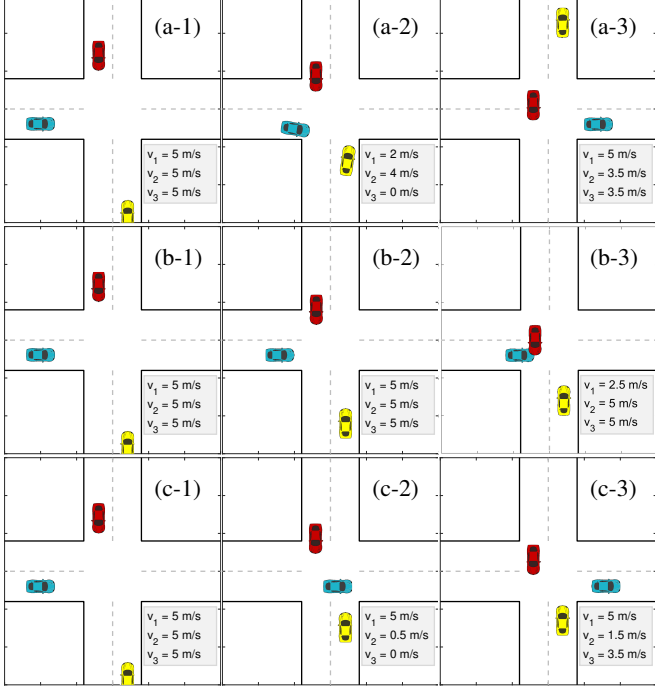 (a-1)
v1 = 5 m/s
v2 = 5 m/s
v3 = 5 m/s
(a-2)
v1 = 2 m/s
v2 = 4 m/s
v3 = 0 m/s
(a-3)
v1 = 5 m/s
v2 = 3.5 m/s
v3 = 3.5 m/s
(b-1)
v1 = 5 m/s
v2 = 5 m/s
v3 = 5 m/s
(b-2)
v1 = 5 m/s
v2 = 5 m/s
v3 = 5 m/s
(b-3)
v1 = 2.5 m/s
v2 = 5 m/s
v3 = 5 m/s
(c-1)
v1 = 5 m/s
v2 = 5 m/s
v3 = 5 m/s
(c-2)
v1 = 5 m/s
v2 = 0.5 m/s
v3 = 0 m/s
(c-3)
v1 = 5 m/s
v2 = 1.5 m/s
v3 = 3.5 m/s